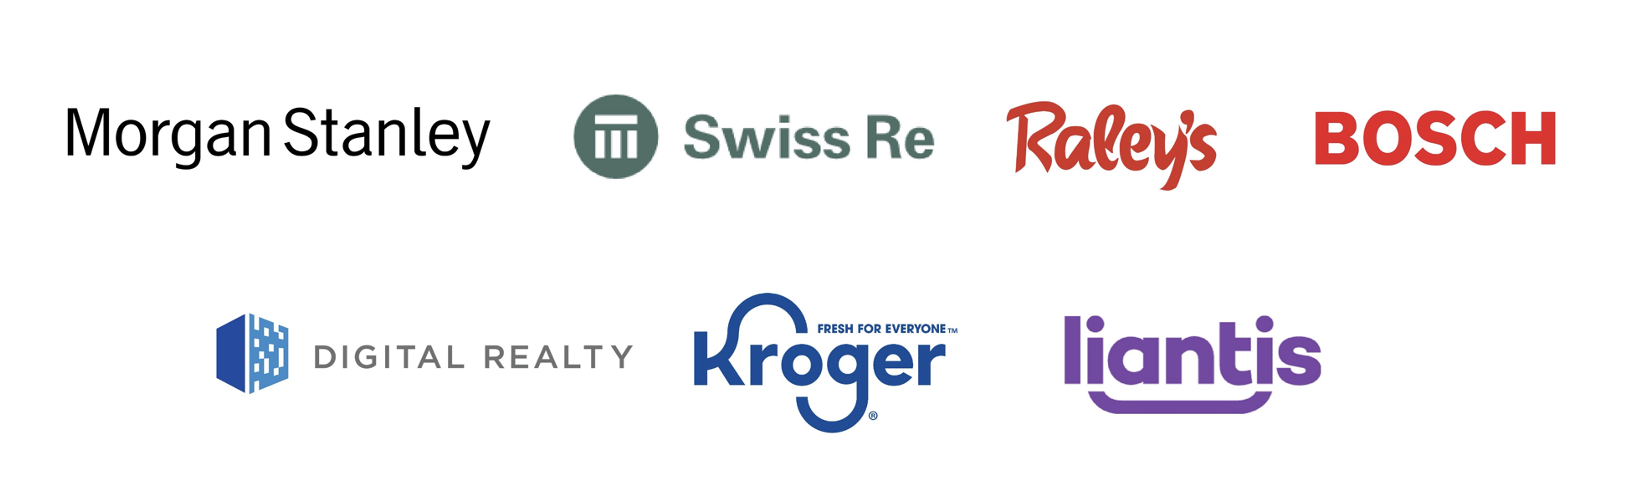 Morgan Stanley
Swiss Re
Raley's
BOSCH
DIGITAL REALTY
FRESH FOR EVERYONE™
Kroger
®
liantis